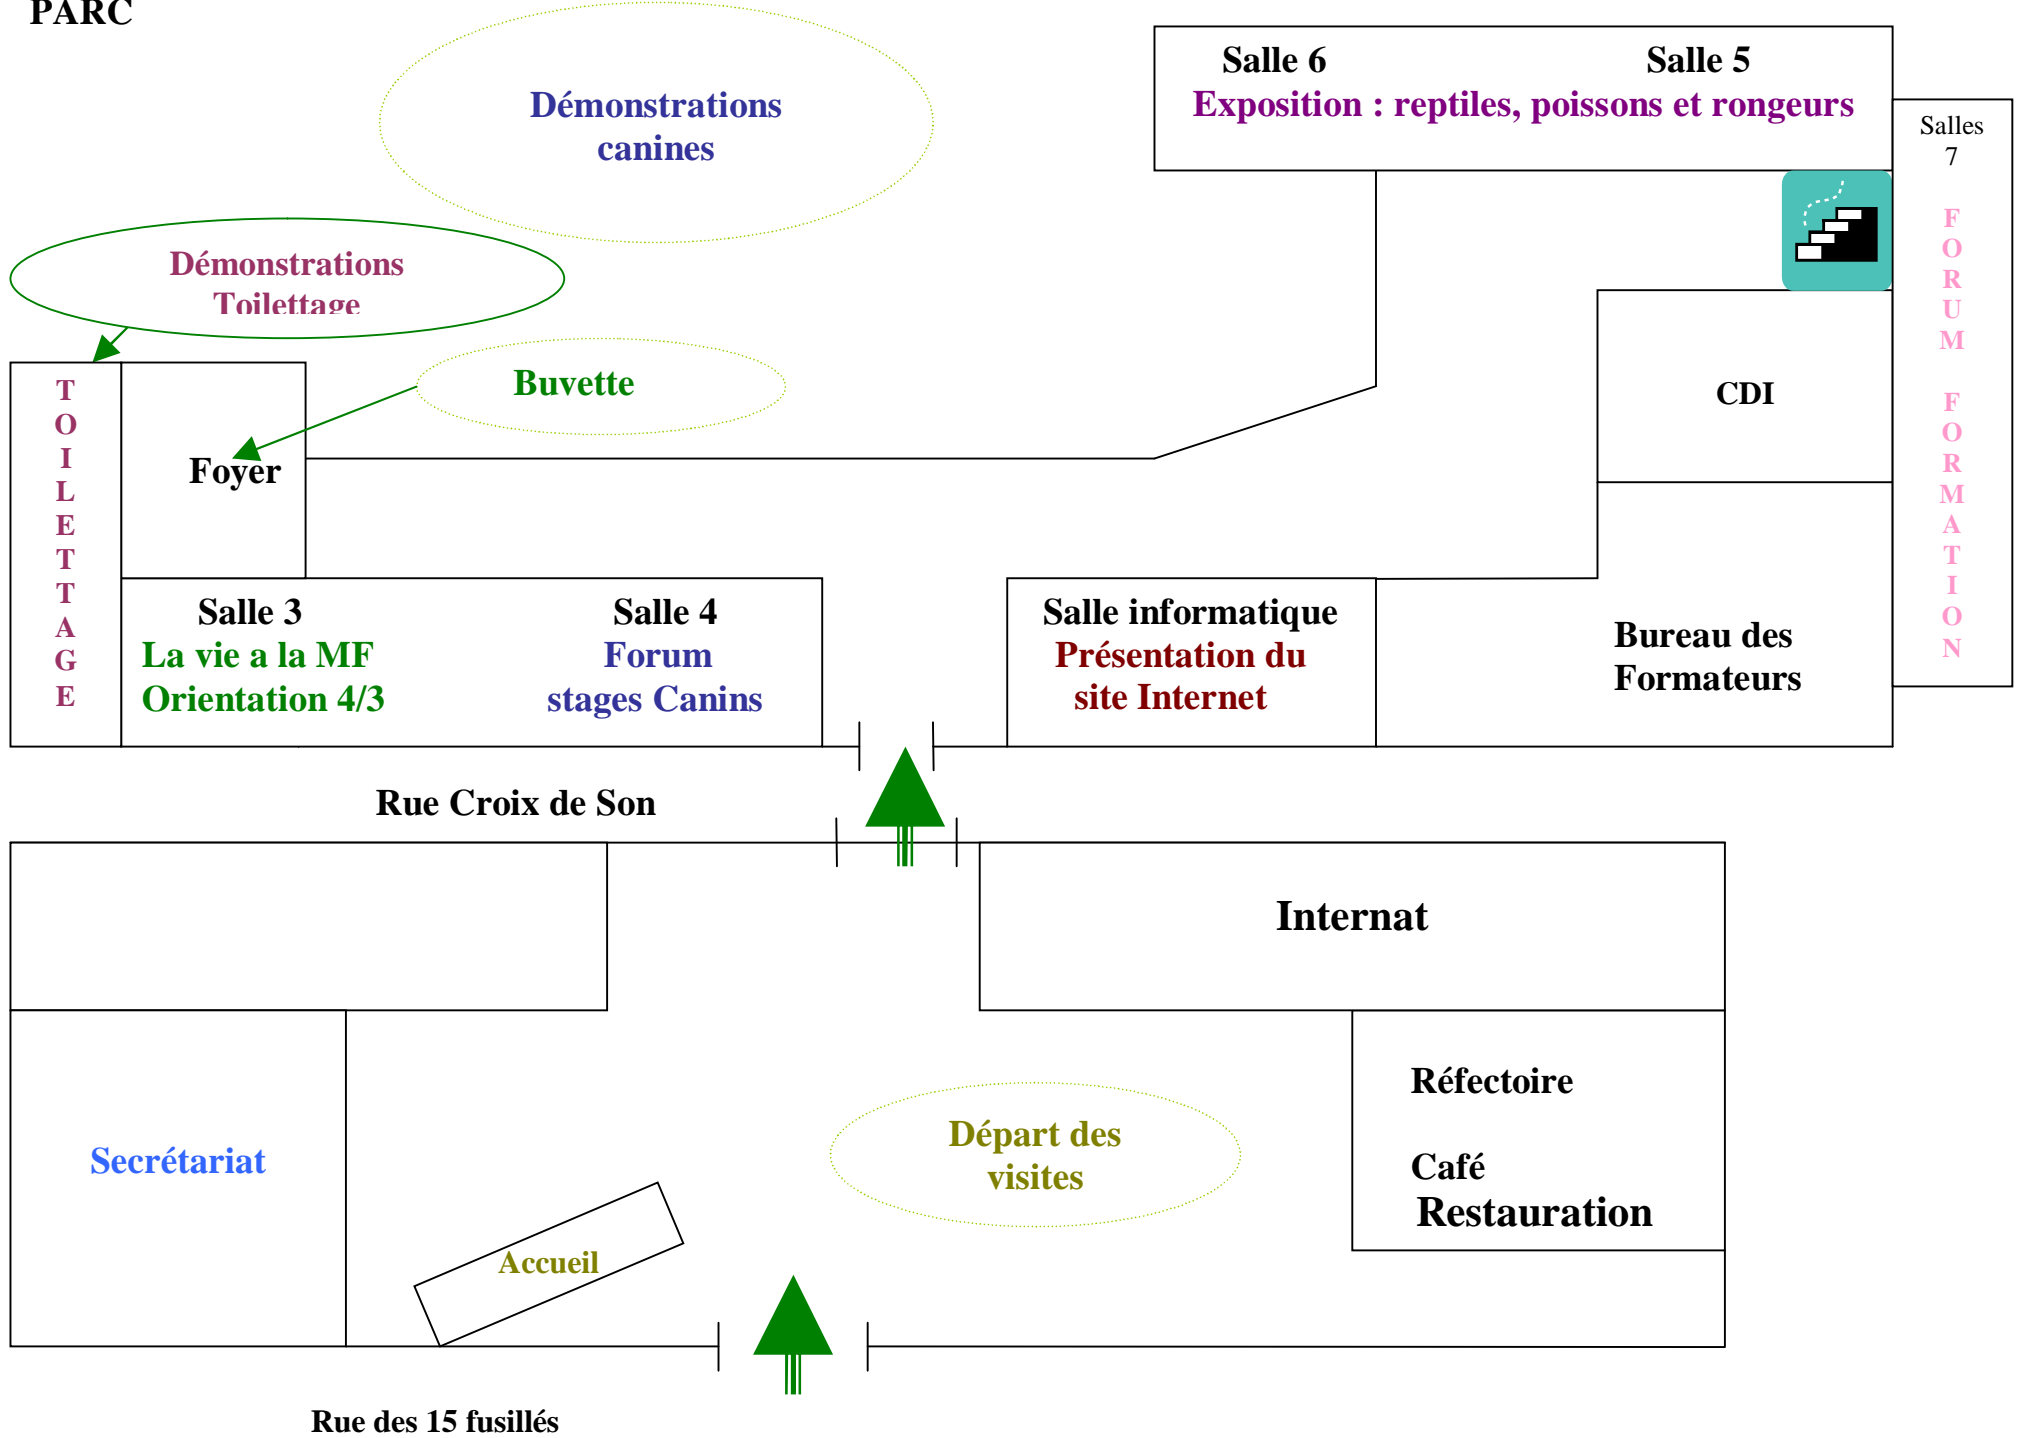 PARC
Démonstrations
canines
Salle 6
Salle 5
Exposition : reptiles, poissons et rongeurs
Salles
7
FORUM FORMATION
Démonstrations
Toilettage
Buvette
TOILETTAGE
Foyer
CDI
Salle 3
La vie a la MF
Orientation 4/3
Salle 4
Forum
stages Canins
Salle informatique
Présentation du
site Internet
Bureau des
Formateurs
Rue Croix de Son
Internat
Réfectoire
Café
Restauration
Secrétariat
Départ des
visites
Accueil
Rue des 15 fusillés